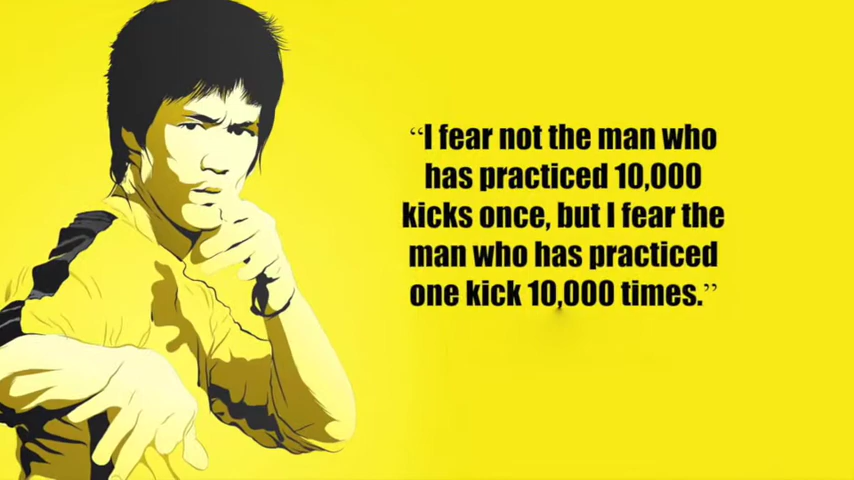 “I fear not the man who
has practiced 10,000
kicks once, but I fear the
man who has practiced
one kick 10,000 times.”